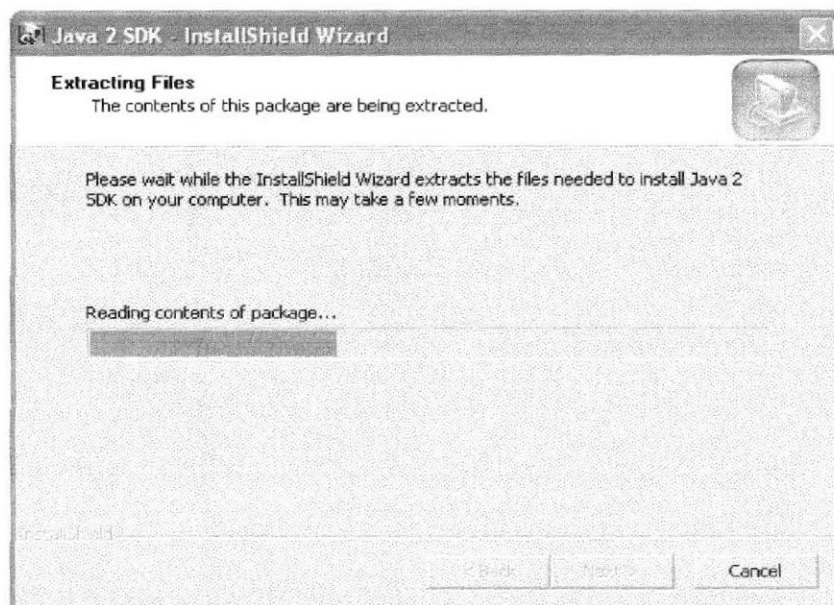 Java 2 SDK - InstallShield Wizard
Extracting Files
The contents of this package are being extracted.
Please wait while the InstallShield Wizard extracts the files needed to install Java 2
SDK on your computer. This may take a few moments.
Reading contents of package...
Cancel